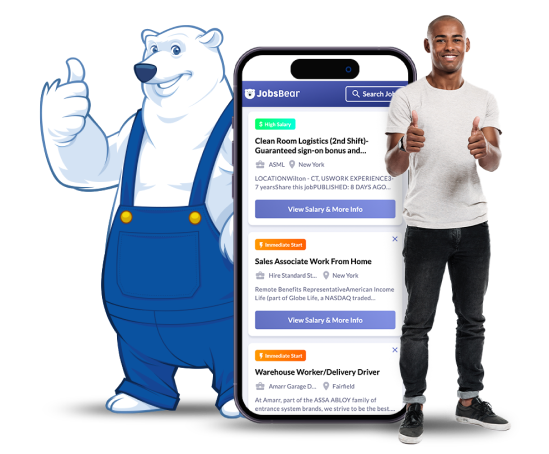 JobsBear
Search Job
High Salary
Clean Room Logistics (2nd Shift)-
Guaranteed sign-on bonus and...
ASML New York
LOCATIONWilton - CT, USWORK EXPERIENCE3-
7 yearsShare this jobPUBLISHED: 8 DAYS AGO...
View Salary & More Info
Immediate Start
Sales Associate Work From Home
Hire Standard St... New York
Remote Benefits RepresentativeAmerican Income
Life (part of Globe Life, a NASDAQ traded...
View Salary & More Info
Immediate Start
Warehouse Worker/Delivery Driver
Amarr Garage D... Fairfield
At Amarr, part of the ASSA ABLOY family of
entrance system brands, we strive to be the best....